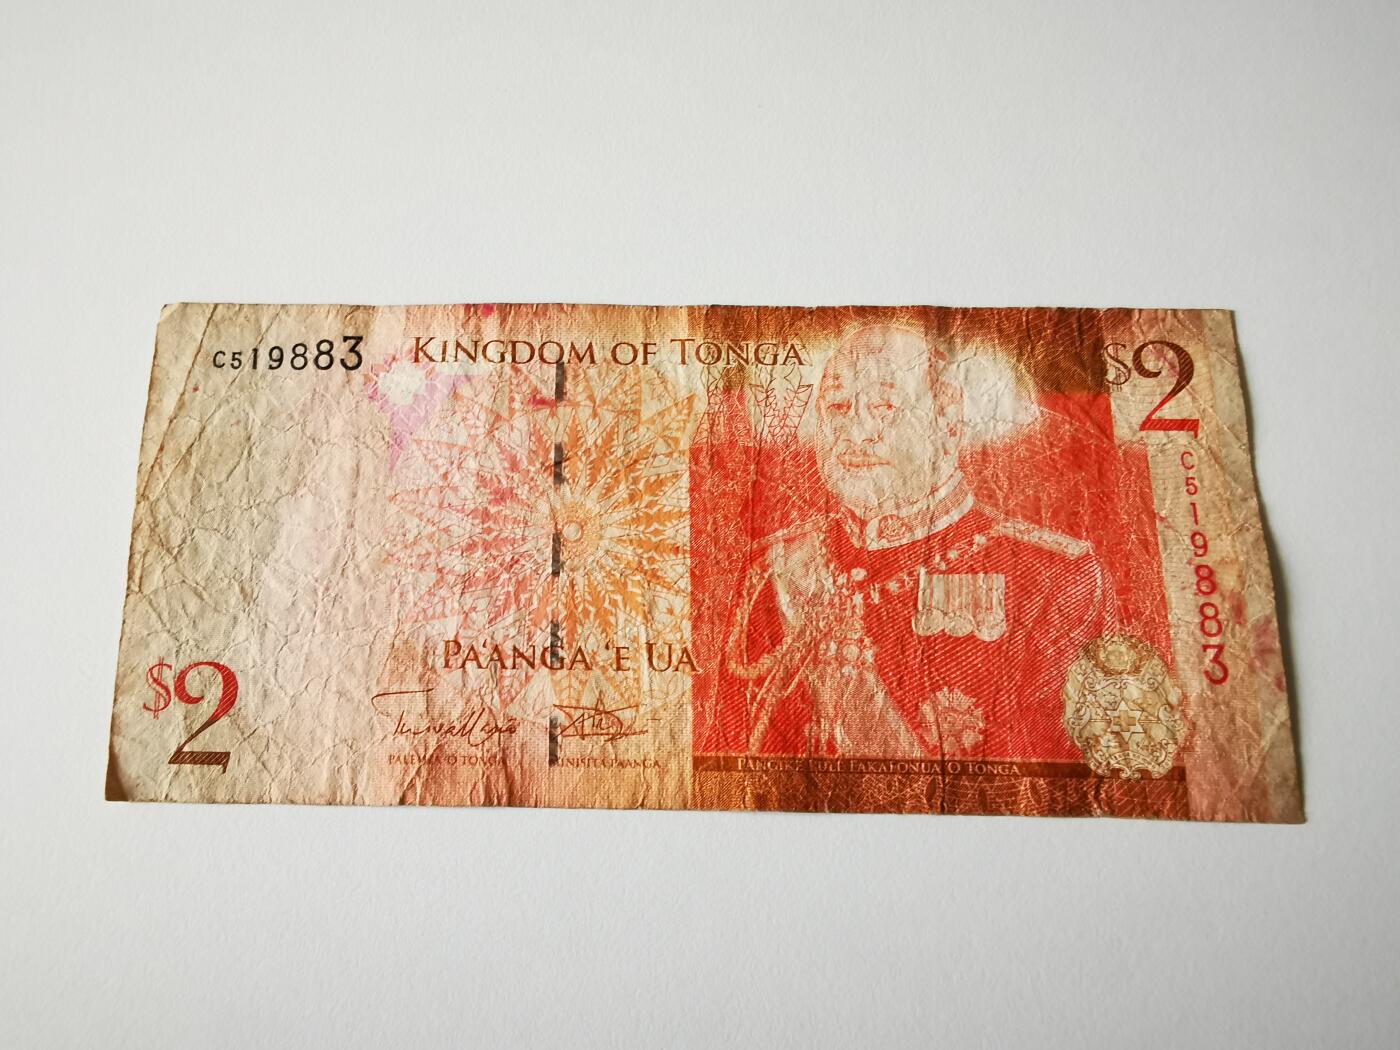 C519883
KINGDOM OF TONGA
$2
C519883
PA'ANGA 'E UA
$2
PALEMIA O TONGA
MINISITA PA'ANGA
PANGIKE PULE FAKAFONUA O TONGA